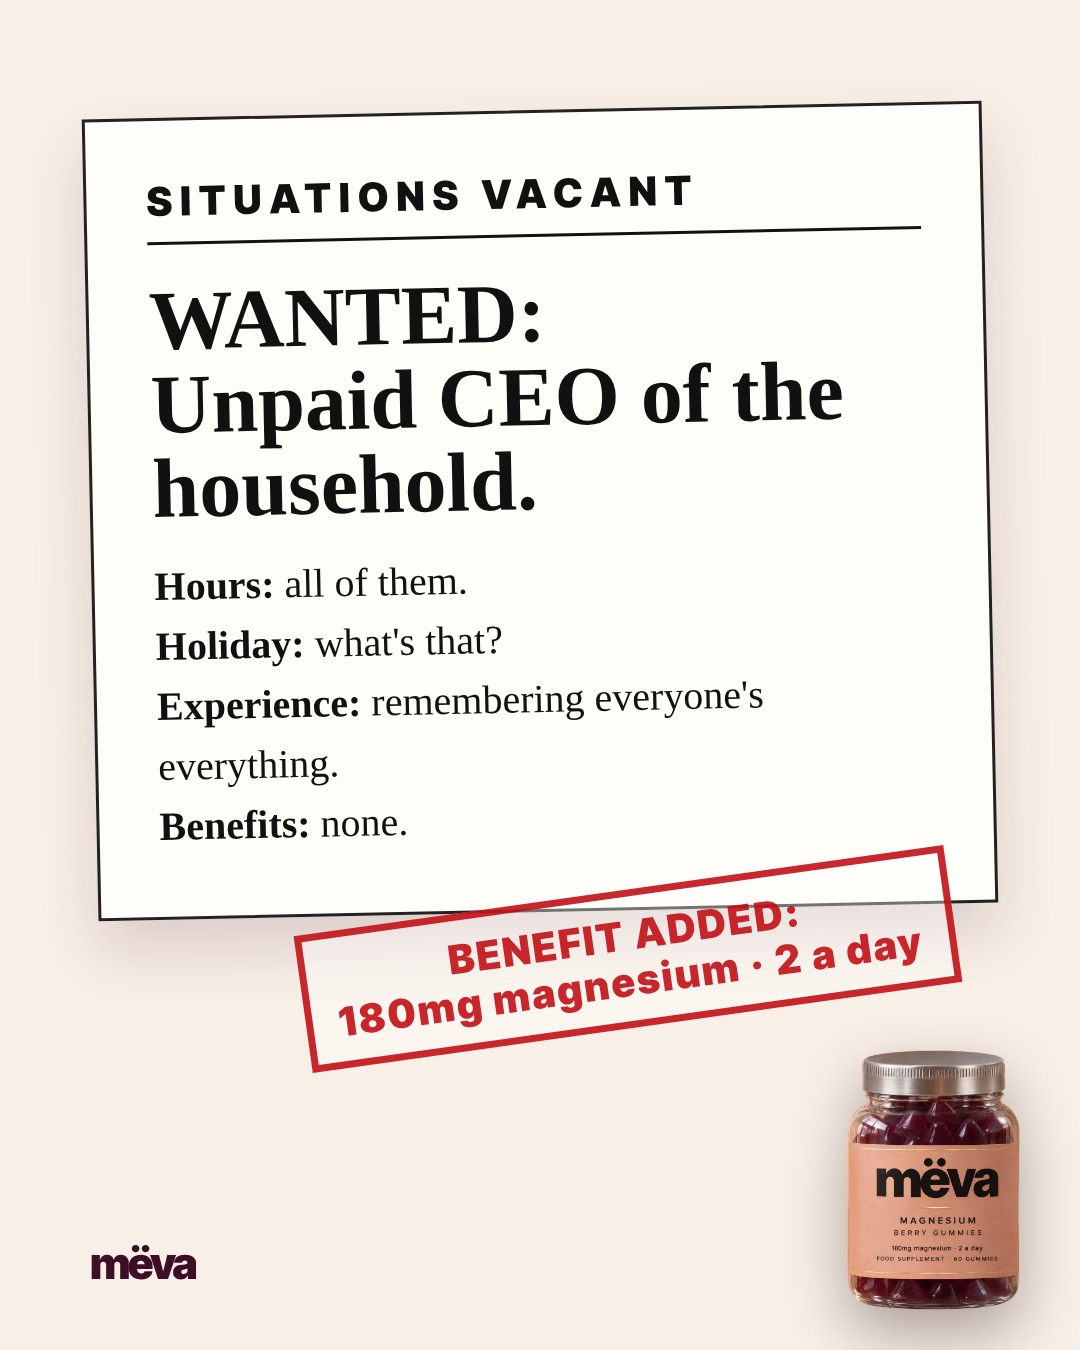 SITUATIONS VACANT
WANTED:
Unpaid CEO of the
household.
Hours: all of them.
Holiday: what's that?
Experience: remembering everyone's
everything.
Benefits: none.
BENEFIT ADDED:
180mg magnesium · 2 a day
mëva
MAGNESIUM
BERRY GUMMIES
180mg magnesium · 2 a day
FOOD SUPPLEMENT · 60 GUMMIES
mëva